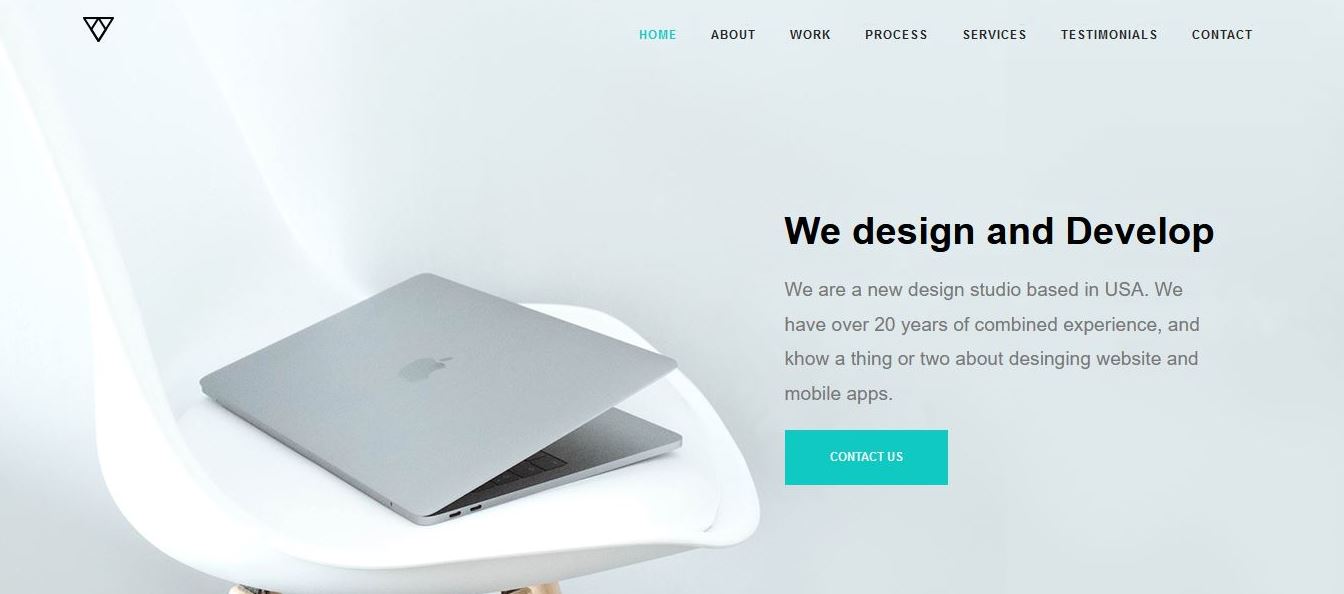 HOME ABOUT WORK PROCESS SERVICES TESTIMONIALS CONTACT
We design and Develop
We are a new design studio based in USA. We
have over 20 years of combined experience, and
khow a thing or two about desinging website and
mobile apps.
CONTACT US